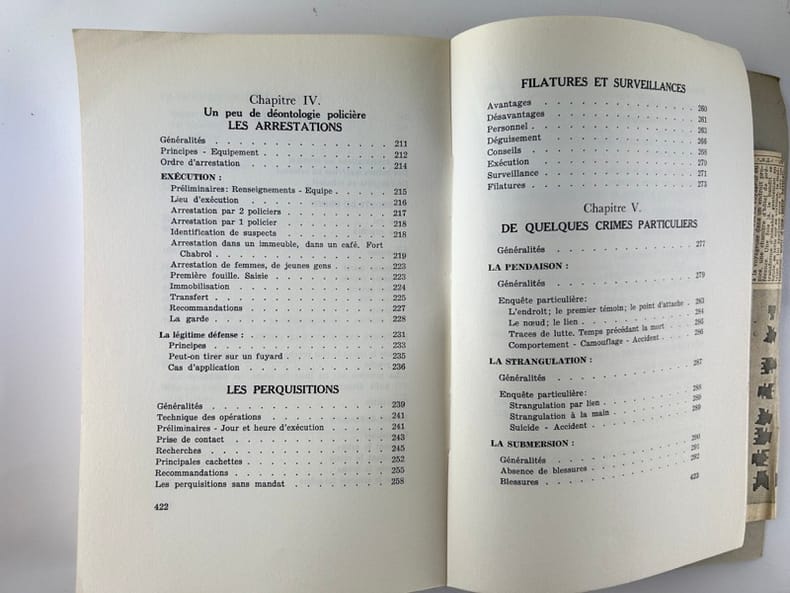 Chapitre IV.
Un peu de déontologie policière
LES ARRESTATIONS
Généralités . . . . . . . . . . . . . 211
Principes - Equipement . . . . . . . . . . 212
Ordre d'arrestation . . . . . . . . . . . 214
EXÉCUTION :
Préliminaires: Renseignements - Equipe . . . . . 215
Lieu d'exécution . . . . . . . . . . . 216
Arrestation par 2 policiers . . . . . . . . 217
Arrestation par 1 policier . . . . . . . . 218
Identification de suspects . . . . . . . . 218
Arrestation dans un immeuble, dans un café. Fort
Chabrol . . . . . . . . . . . . . 219
Arrestation de femmes, de jeunes gens . . . . . 223
Première fouille. Saisie . . . . . . . . . 223
Immobilisation . . . . . . . . . . . 224
Transfert . . . . . . . . . . . . . 225
Recommandations . . . . . . . . . . . 227
La garde . . . . . . . . . . . . . 228
La légitime défense : . . . . . . . . . . 231
Principes . . . . . . . . . . . . . 233
Peut-on tirer sur un fuyard . . . . . . . . 235
Cas d'application . . . . . . . . . . . 236
LES PERQUISITIONS
Généralités . . . . . . . . . . . . . 239
Technique des opérations . . . . . . . . . 241
Préliminaires - Jour et heure d'exécution . . . . . 241
Prise de contact . . . . . . . . . . . 243
Recherches . . . . . . . . . . . . . 245
Principales cachettes . . . . . . . . . . 252
Recommandations . . . . . . . . . . . 255
Les perquisitions sans mandat . . . . . . . . 258
422
FILATURES ET SURVEILLANCES
Avantages . . . . . . . . . . . . . 260
Désavantages . . . . . . . . . . . . 261
Personnel . . . . . . . . . . . . . 263
Déguisement . . . . . . . . . . . . 266
Conseils . . . . . . . . . . . . . 268
Exécution . . . . . . . . . . . . . 270
Surveillance . . . . . . . . . . . . 271
Filatures . . . . . . . . . . . . . 273
Chapitre V.
DE QUELQUES CRIMES PARTICULIERS
Généralités . . . . . . . . . . . . . 277
LA PENDAISON :
Généralités . . . . . . . . . . . . . 279
Enquête particulière:
L'endroit; le premier témoin; le point d'attache . 283
Le nœud; le lien . . . . . . . . . . . 284
Traces de lutte. Temps précédant la mort . . . . 285
Comportement - Camouflage - Accident . . . . . 286
LA STRANGULATION :
Généralités . . . . . . . . . . . . . 287
Enquête particulière:
Strangulation par lien . . . . . . . . . 288
Strangulation à la main . . . . . . . . . 289
Suicide - Accident . . . . . . . . . . 289
LA SUBMERSION :
Généralités . . . . . . . . . . . . . 290
Absence de blessures . . . . . . . . . . 291
Blessures . . . . . . . . . . . . . 292
423